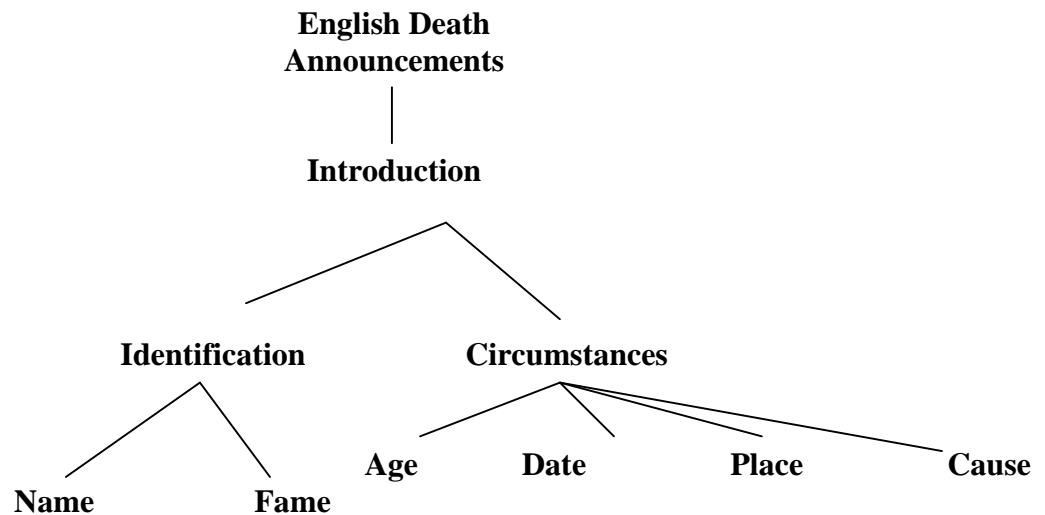 English Death
Announcements
Introduction
Identification
Circumstances
Age
Date
Place
Cause
Name
Fame